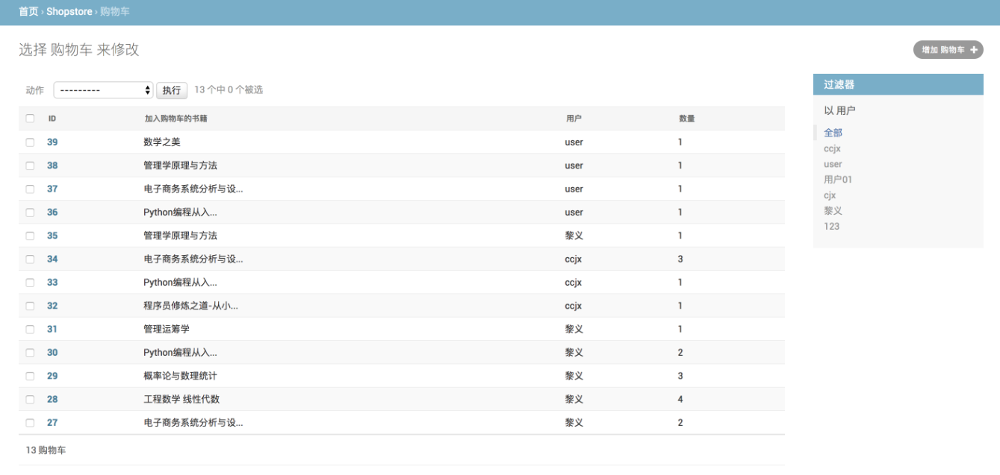 首页 › Shopstore › 购物车
选择 购物车 来修改
增加 购物车 +
动作 --------- 执行 13 个中 0 个被选
ID 加入购物车的书籍 用户 数量
39 数学之美 user 1
38 管理学原理与方法 user 1
37 电子商务系统分析与设... user 1
36 Python编程从入... user 1
35 管理学原理与方法 黎义 1
34 电子商务系统分析与设... ccjx 3
33 Python编程从入... ccjx 1
32 程序员修炼之道-从小... ccjx 1
31 管理运筹学 黎义 1
30 Python编程从入... 黎义 2
29 概率论与数理统计 黎义 3
28 工程数学 线性代数 黎义 4
27 电子商务系统分析与设... 黎义 2
13 购物车
过滤器
以 用户
全部
ccjx
user
用户01
cjx
黎义
123